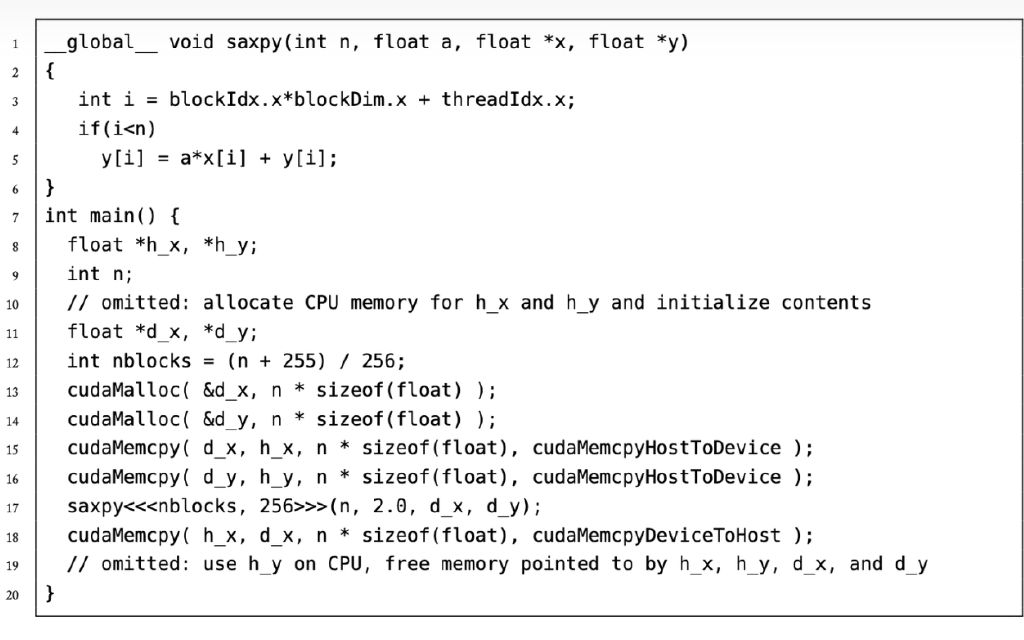 1 __global__ void saxpy(int n, float a, float *x, float *y)
2 {
3 int i = blockIdx.x*blockDim.x + threadIdx.x;
4 if(i<n)
5 y[i] = a*x[i] + y[i];
6 }
7 int main() {
8 float *h_x, *h_y;
9 int n;
10 // omitted: allocate CPU memory for h_x and h_y and initialize contents
11 float *d_x, *d_y;
12 int nblocks = (n + 255) / 256;
13 cudaMalloc( &d_x, n * sizeof(float) );
14 cudaMalloc( &d_y, n * sizeof(float) );
15 cudaMemcpy( d_x, h_x, n * sizeof(float), cudaMemcpyHostToDevice );
16 cudaMemcpy( d_y, h_y, n * sizeof(float), cudaMemcpyHostToDevice );
17 saxpy<<<nblocks, 256>>>(n, 2.0, d_x, d_y);
18 cudaMemcpy( h_x, d_x, n * sizeof(float), cudaMemcpyDeviceToHost );
19 // omitted: use h_y on CPU, free memory pointed to by h_x, h_y, d_x, and d_y
20 }